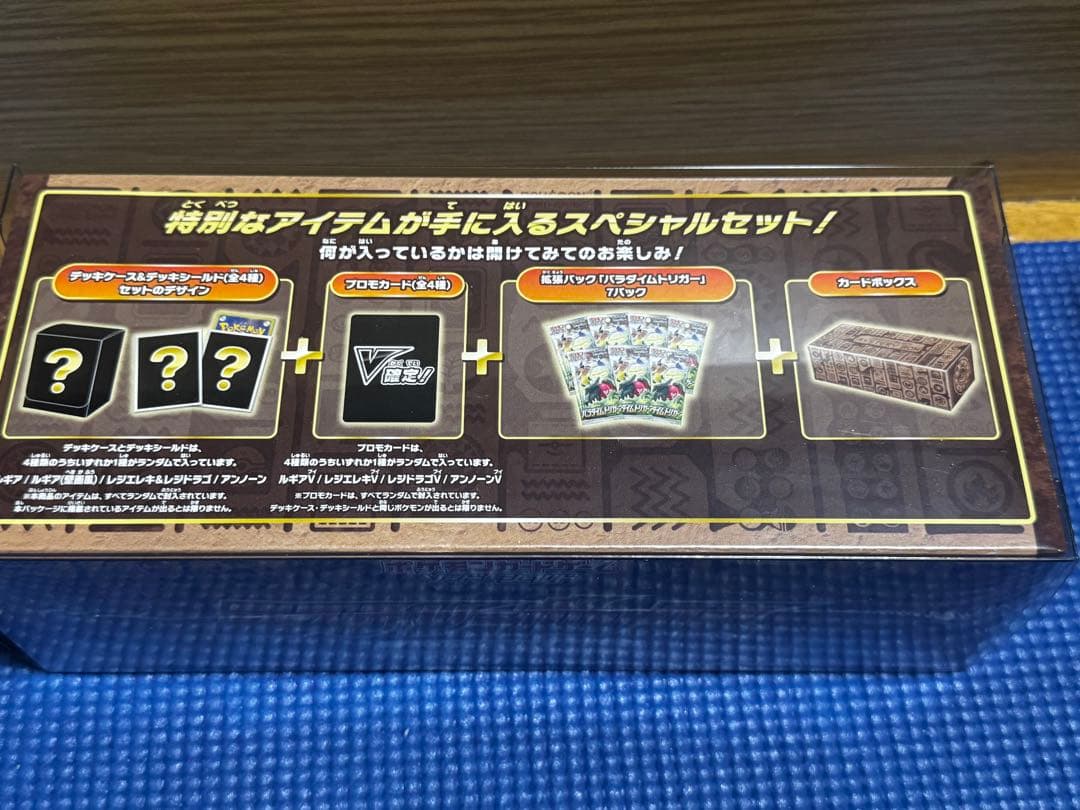 特別なアイテムが手に入るスペシャルセット!
何が入っているかは開けてみてのお楽しみ!
デッキケース&デッキシールド(全4種)
セットのデザイン
プロモカード(全4種)
拡張パック「パラダイムトリガー」
7パック
カードボックス
?
?
?
Pokémon
V確定!
パラダイムトリガー
デッキケースとデッキシールドは、
4種類のうちいずれか1種がランダムで入っています。
ルギア/ルギア(壁画風)/レジエレキ&レジドラゴ/アンノーン
※本商品のアイテムは、すべてランダムで封入されています。
本パッケージに掲載されているアイテムが出るとは限りません。
プロモカードは、
4種類のうちいずれか1種がランダムで入っています。
ルギアV/レジエレキV/レジドラゴV/アンノーンV
※プロモカードは、すべてランダムで封入されています。
デッキケース・デッキシールドと同じポケモンが出るとは限りません。
ポケモンカードゲーム